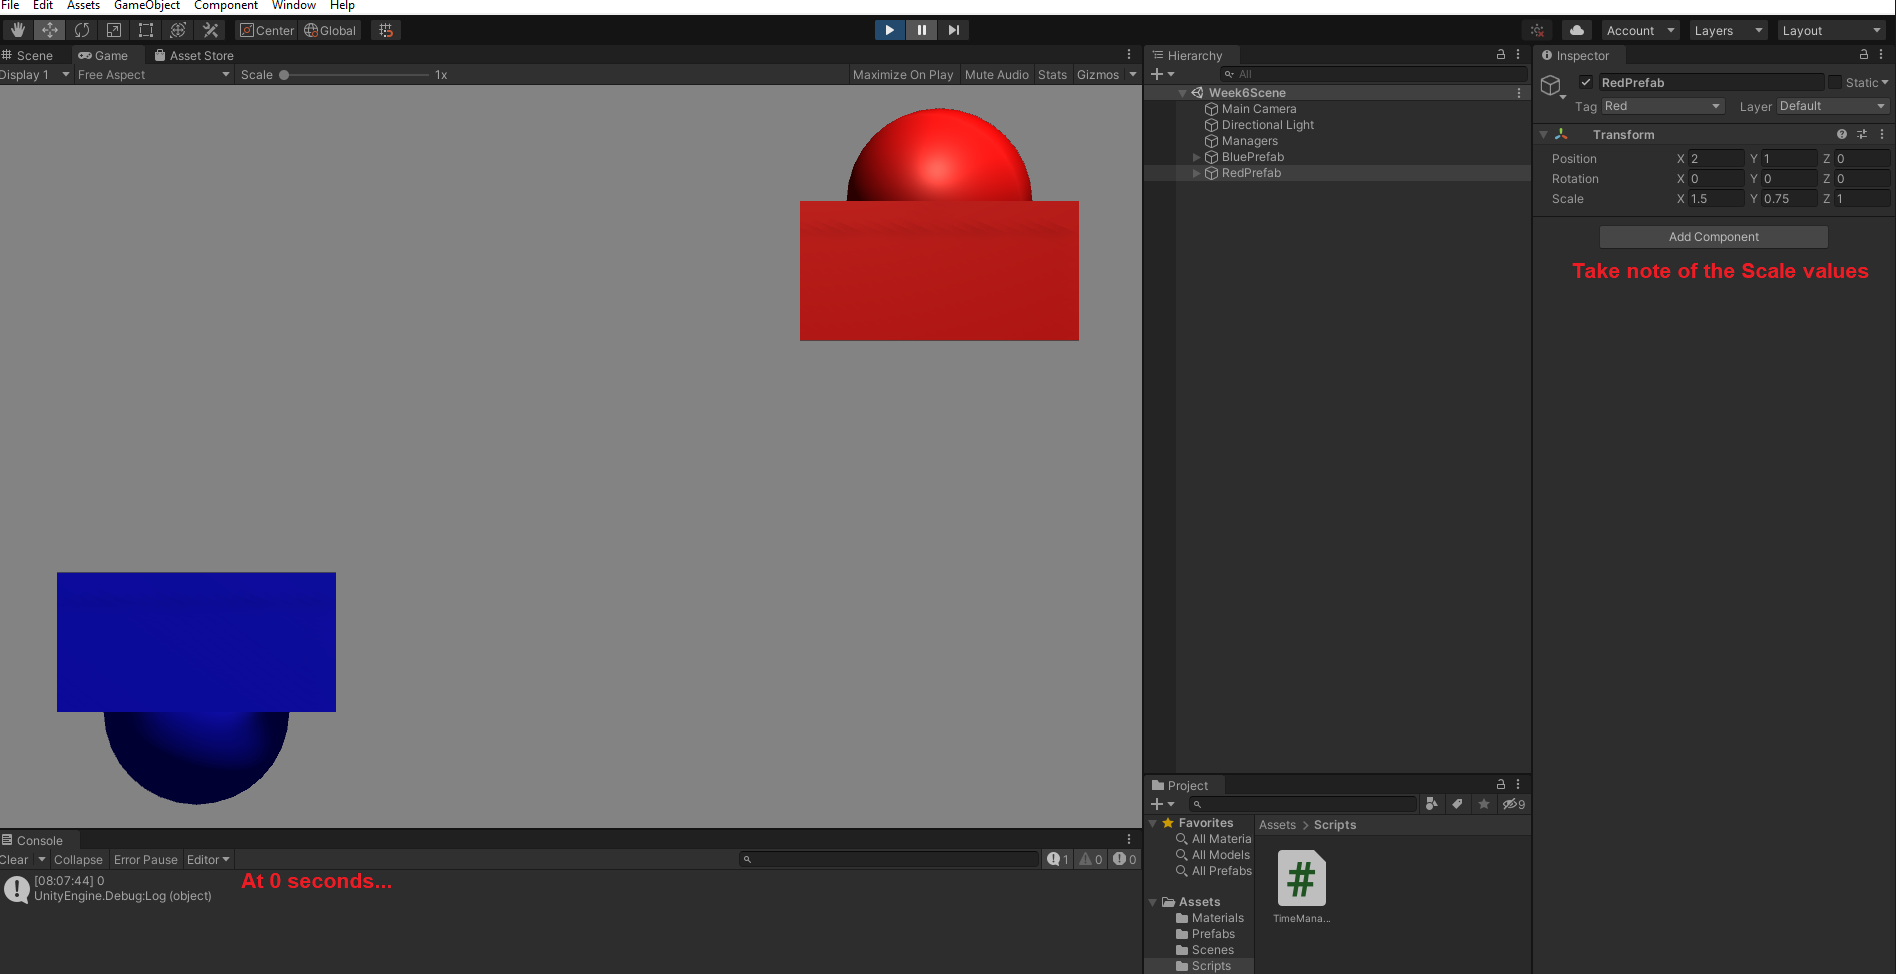 File Edit Assets GameObject Component Window Help
Center Global Account Layers Layout
Scene Game Asset Store
Display 1 Free Aspect Scale 1x Maximize On Play Mute Audio Stats Gizmos
Hierarchy
All
Week6Scene
Main Camera
Directional Light
Managers
BluePrefab
RedPrefab
Inspector
RedPrefab Static
Tag Red Layer Default
Transform
Position X 2 Y 1 Z 0
Rotation X 0 Y 0 Z 0
Scale X 1.5 Y 0.75 Z 1
Add Component
Take note of the Scale values
Console
Clear Collapse Error Pause Editor 1 0 0
[08:07:44] 0
UnityEngine.Debug:Log (object)
At 0 seconds...
Project
9
Favorites
All Materia
All Models
All Prefabs
Assets
Materials
Prefabs
Scenes
Scripts
Assets > Scripts
#
TimeMana...